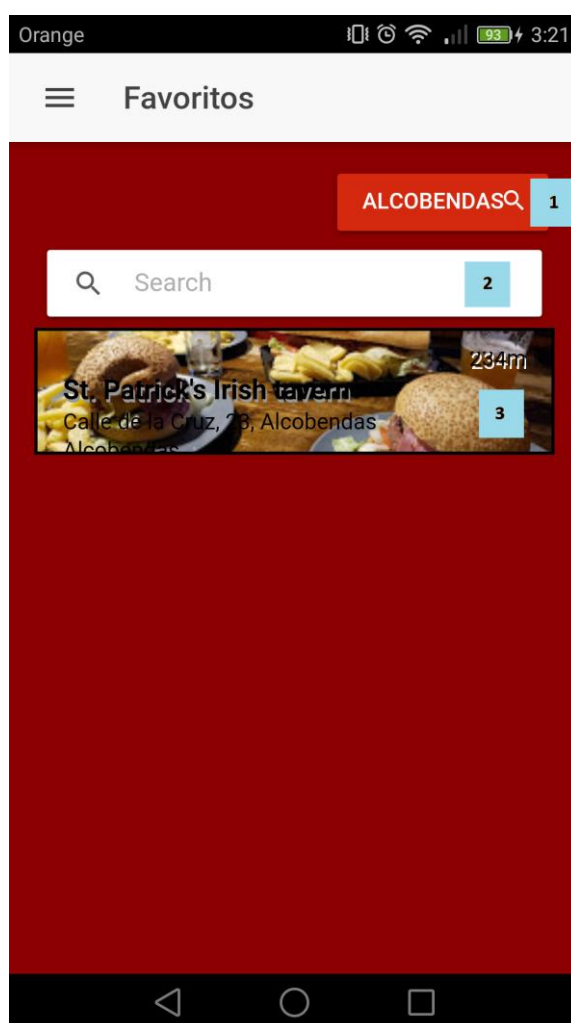 Orange 93 3:21
Favoritos
ALCOBENDAS 1
Search 2
234m
St. Patrick's Irish tavern
3
Calle de la Cruz, 23, Alcobendas
Alcobendas